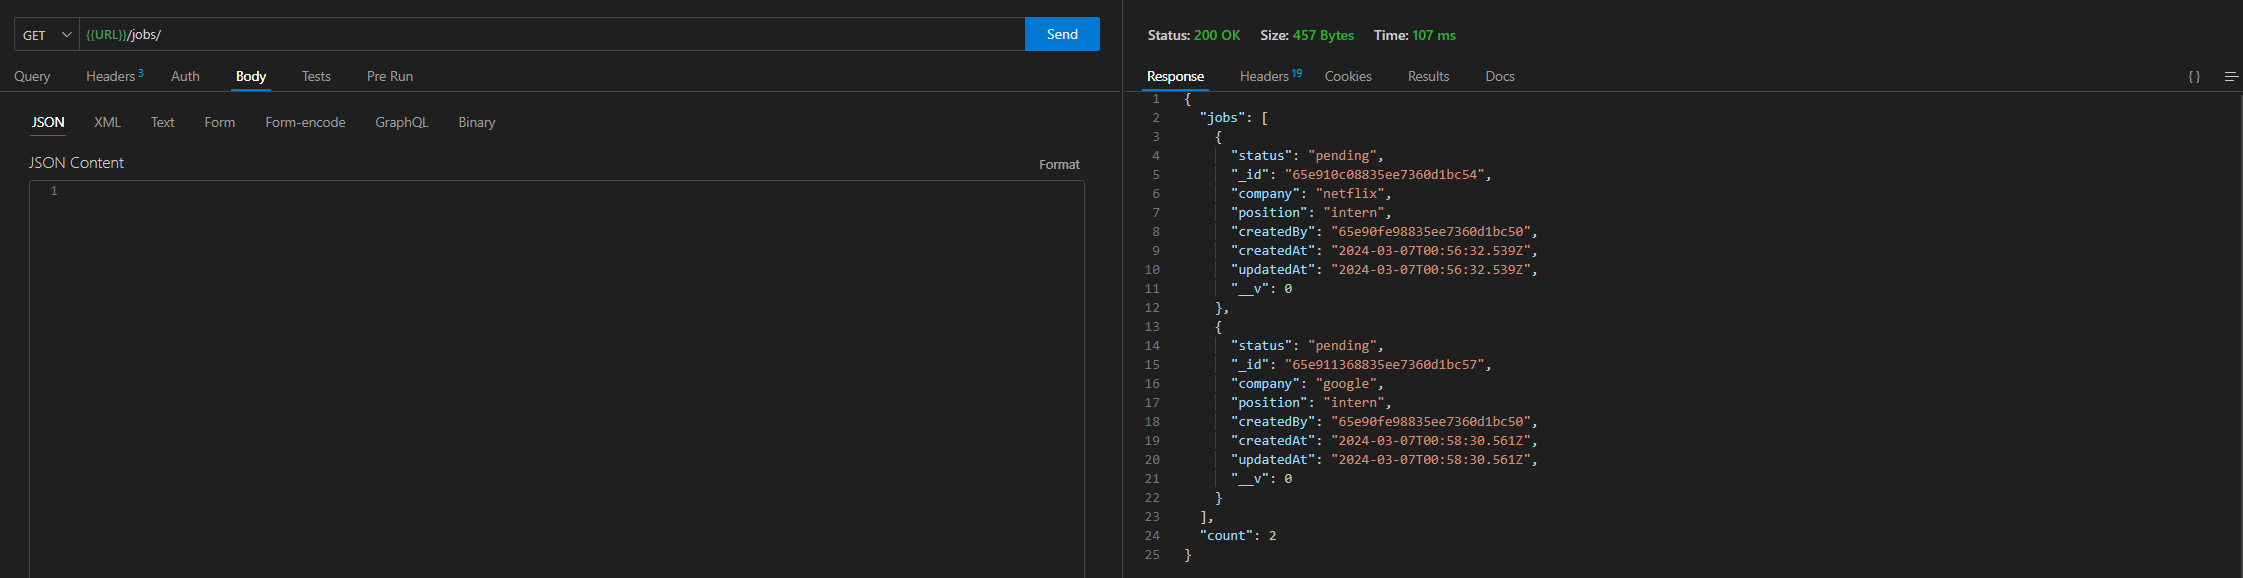 GET {{URL}}/jobs/ Send
Query Headers 3 Auth Body Tests Pre Run
JSON XML Text Form Form-encode GraphQL Binary
JSON Content Format
1
Status: 200 OK Size: 457 Bytes Time: 107 ms
Response Headers 19 Cookies Results Docs { }
1 {
2 "jobs": [
3 {
4 "status": "pending",
5 "_id": "65e910c08835ee7360d1bc54",
6 "company": "netflix",
7 "position": "intern",
8 "createdBy": "65e90fe98835ee7360d1bc50",
9 "createdAt": "2024-03-07T00:56:32.539Z",
10 "updatedAt": "2024-03-07T00:56:32.539Z",
11 "__v": 0
12 },
13 {
14 "status": "pending",
15 "_id": "65e911368835ee7360d1bc57",
16 "company": "google",
17 "position": "intern",
18 "createdBy": "65e90fe98835ee7360d1bc50",
19 "createdAt": "2024-03-07T00:58:30.561Z",
20 "updatedAt": "2024-03-07T00:58:30.561Z",
21 "__v": 0
22 }
23 ],
24 "count": 2
25 }